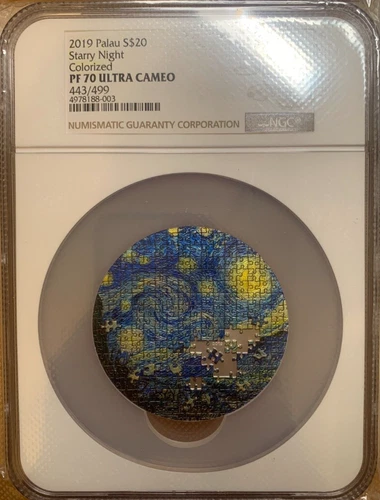 2019 Palau S$20
Starry Night
Colorized
PF 70 ULTRA CAMEO
443/499
4978188-003
NUMISMATIC GUARANTY CORPORATION
NGC